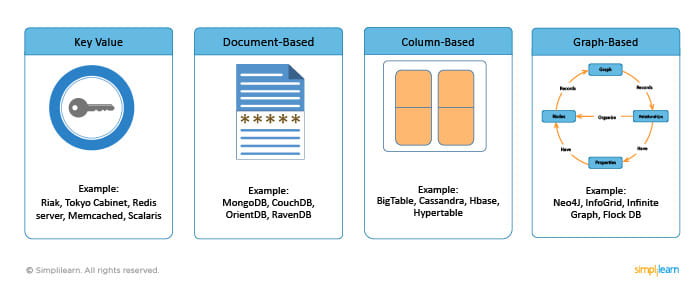 Key Value
Example:
Riak, Tokyo Cabinet, Redis
server, Memcached, Scalaris
Document-Based
*****
Example:
MongoDB, CouchDB,
OrientDB, RavenDB
Column-Based
Example:
BigTable, Cassandra, Hbase,
Hypertable
Graph-Based
Graph
Records
Records
Nodes
Organize
Relationships
Have
Have
Properties
Example:
Neo4J, InfoGrid, Infinite
Graph, Flock DB
© Simplilearn. All rights reserved.
simplilearn